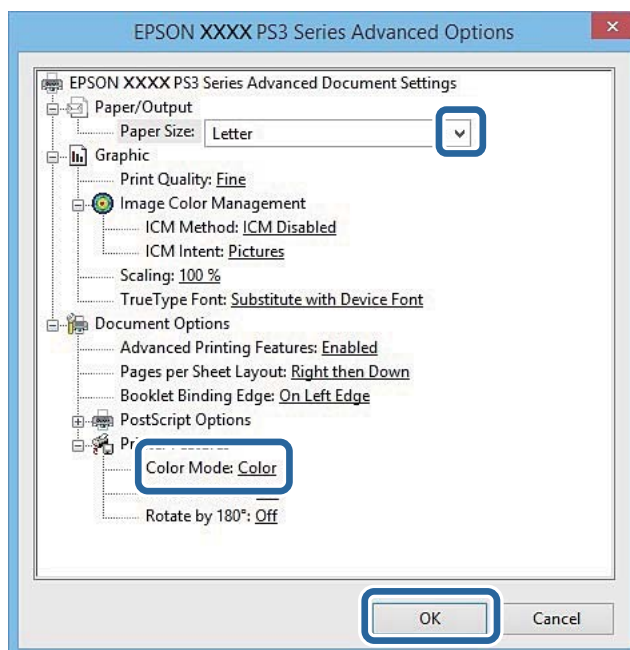 EPSON XXXX PS3 Series Advanced Options
EPSON XXXX PS3 Series Advanced Document Settings
Paper/Output
Paper Size: Letter
Graphic
Print Quality: Fine
Image Color Management
ICM Method: ICM Disabled
ICM Intent: Pictures
Scaling: 100 %
TrueType Font: Substitute with Device Font
Document Options
Advanced Printing Features: Enabled
Pages per Sheet Layout: Right then Down
Booklet Binding Edge: On Left Edge
PostScript Options
Color Mode: Color
Rotate by 180°: Off
OK Cancel